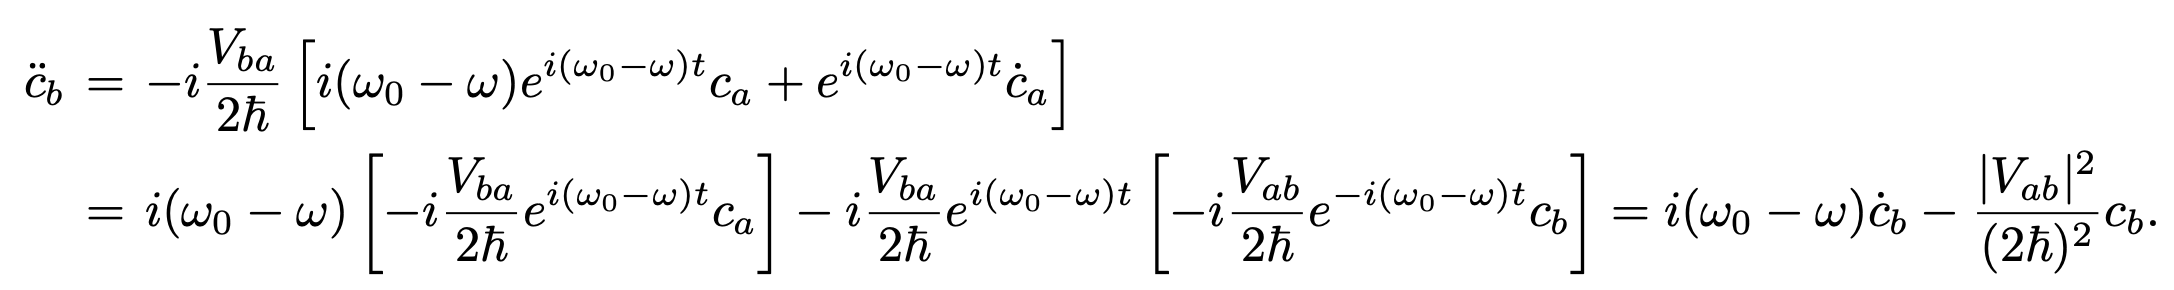 \ddot{c}_b = -i\frac{V_{ba}}{2\hbar}\left[i(\omega_0 - \omega)e^{i(\omega_0-\omega)t}c_a + e^{i(\omega_0-\omega)t}\dot{c}_a\right]
= i(\omega_0 - \omega)\left[-i\frac{V_{ba}}{2\hbar}e^{i(\omega_0-\omega)t}c_a\right] - i\frac{V_{ba}}{2\hbar}e^{i(\omega_0-\omega)t}\left[-i\frac{V_{ab}}{2\hbar}e^{-i(\omega_0-\omega)t}c_b\right] = i(\omega_0 - \omega)\dot{c}_b - \frac{|V_{ab}|^2}{(2\hbar)^2}c_b.